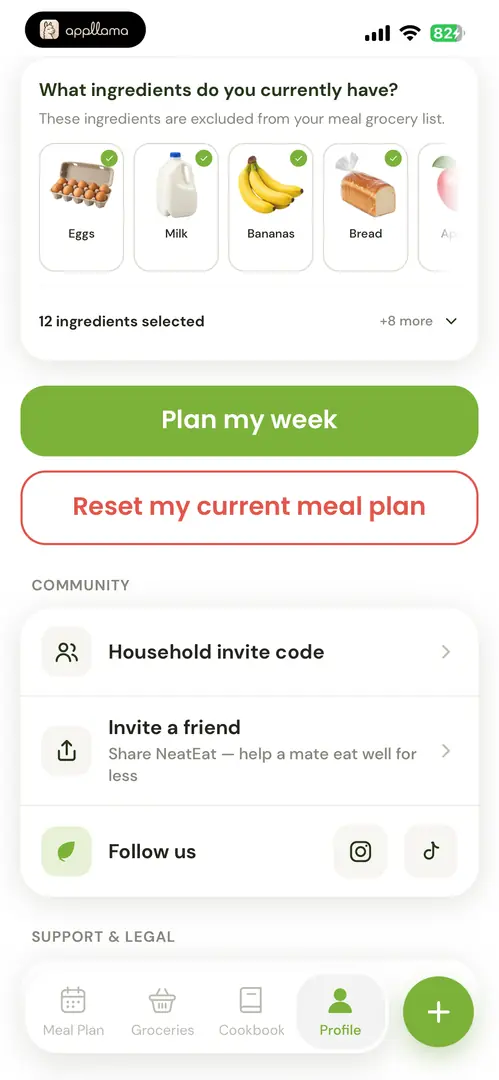 appllama
82
What ingredients do you currently have?
These ingredients are excluded from your meal grocery list.
Eggs
Milk
Bananas
Bread
Ap
12 ingredients selected
+8 more
Plan my week
Reset my current meal plan
COMMUNITY
Household invite code
Invite a friend
Share NeatEat — help a mate eat well for
less
Follow us
SUPPORT & LEGAL
Meal Plan
Groceries
Cookbook
Profile